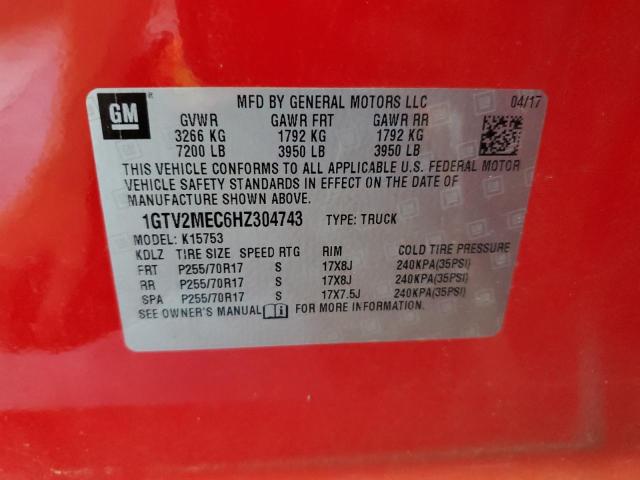 GM
MFD BY GENERAL MOTORS LLC 04/17
GVWR GAWR FRT GAWR RR
3266 KG 1792 KG 1792 KG
7200 LB 3950 LB 3950 LB
THIS VEHICLE CONFORMS TO ALL APPLICABLE U.S. FEDERAL MOTOR
VEHICLE SAFETY STANDARDS IN EFFECT ON THE DATE OF
MANUFACTURE SHOWN ABOVE.
1GTV2MEC6HZ304743 TYPE: TRUCK
MODEL: K15753
KDLZ TIRE SIZE SPEED RTG RIM COLD TIRE PRESSURE
FRT P255/70R17 S 17X8J 240KPA(35PSI)
RR P255/70R17 S 17X8J 240KPA(35PSI)
SPA P255/70R17 S 17X7.5J 240KPA(35PSI)
SEE OWNER'S MANUAL FOR MORE INFORMATION.